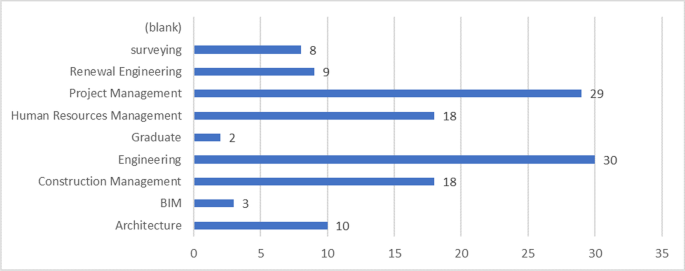 (blank)
surveying 8
Renewal Engineering 9
Project Management 29
Human Resources Management 18
Graduate 2
Engineering 30
Construction Management 18
BIM 3
Architecture 10
0 5 10 15 20 25 30 35